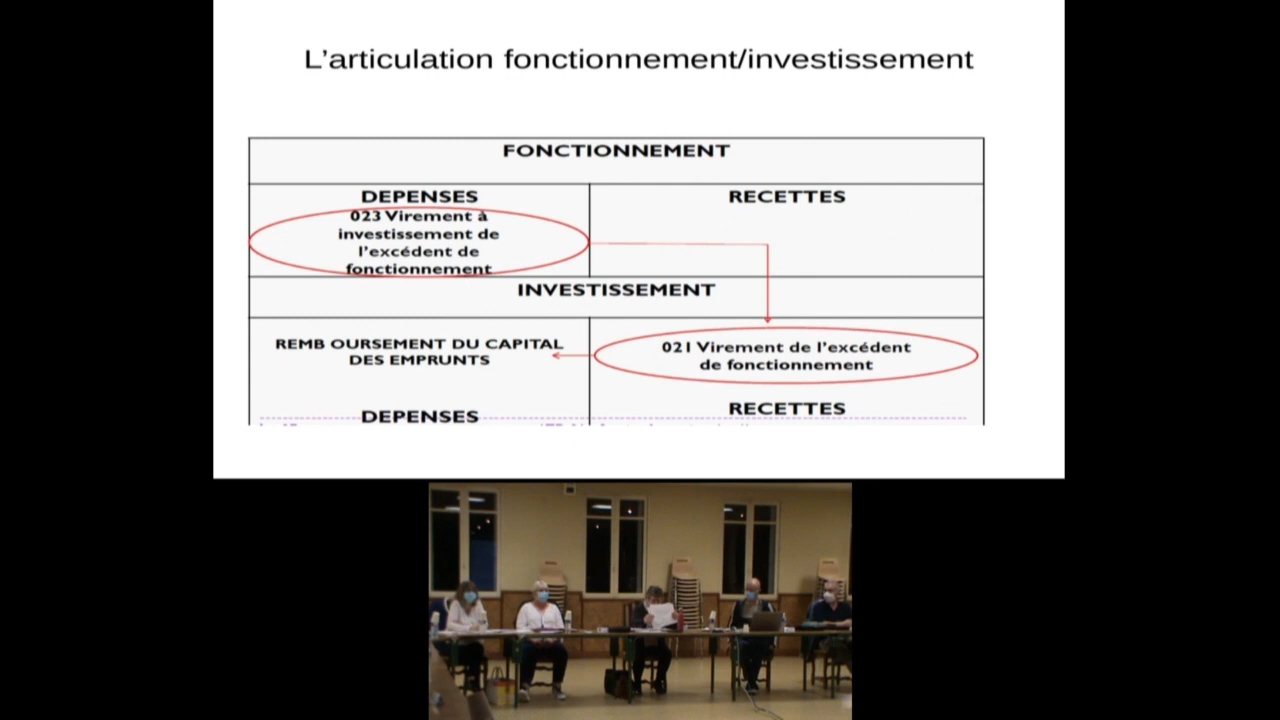 L’articulation fonctionnement/investissement
FONCTIONNEMENT
DEPENSES
RECETTES
023 Virement à
investissement de
l’excédent de
fonctionnement
INVESTISSEMENT
REMB OURSEMENT DU CAPITAL
DES EMPRUNTS
021 Virement de l’excédent
de fonctionnement
DEPENSES
RECETTES